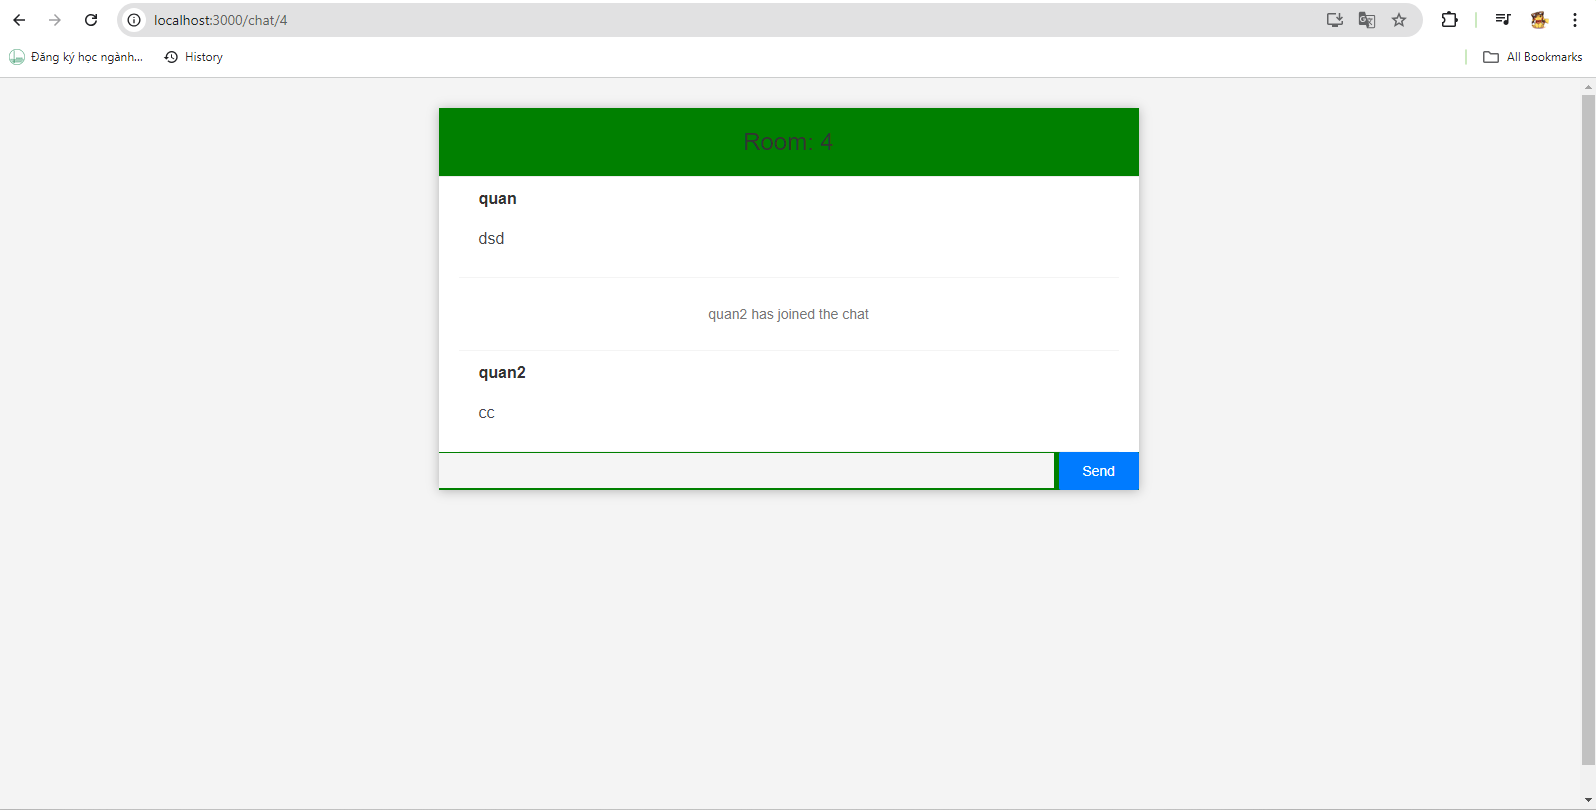 localhost:3000/chat/4
Đăng ký học ngành...
History
All Bookmarks
Room: 4
quan
dsd
quan2 has joined the chat
quan2
cc
Send